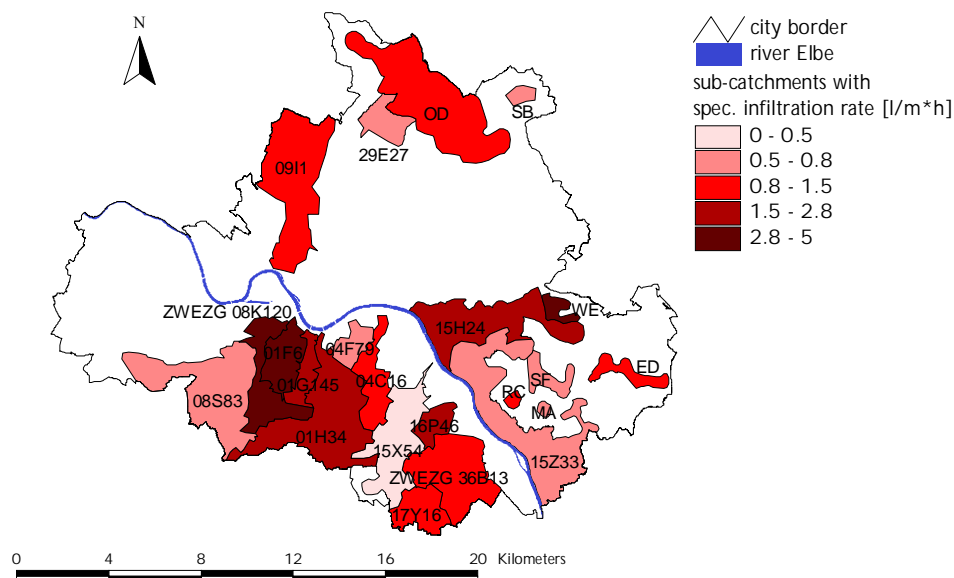 N
city border
river Elbe
sub-catchments with
spec. infiltration rate [l/m*h]
0 - 0.5
0.5 - 0.8
0.8 - 1.5
1.5 - 2.8
2.8 - 5
OD
SB
29E27
09I1
ZWEZG 08K120
WE
15H24
01F6
04F79
ED
01G145
04C16
SF
RC
08S83
MA
16P46
01H34
15X54
15Z33
ZWEZG 36B13
17Y16
0 4 8 12 16 20 Kilometers